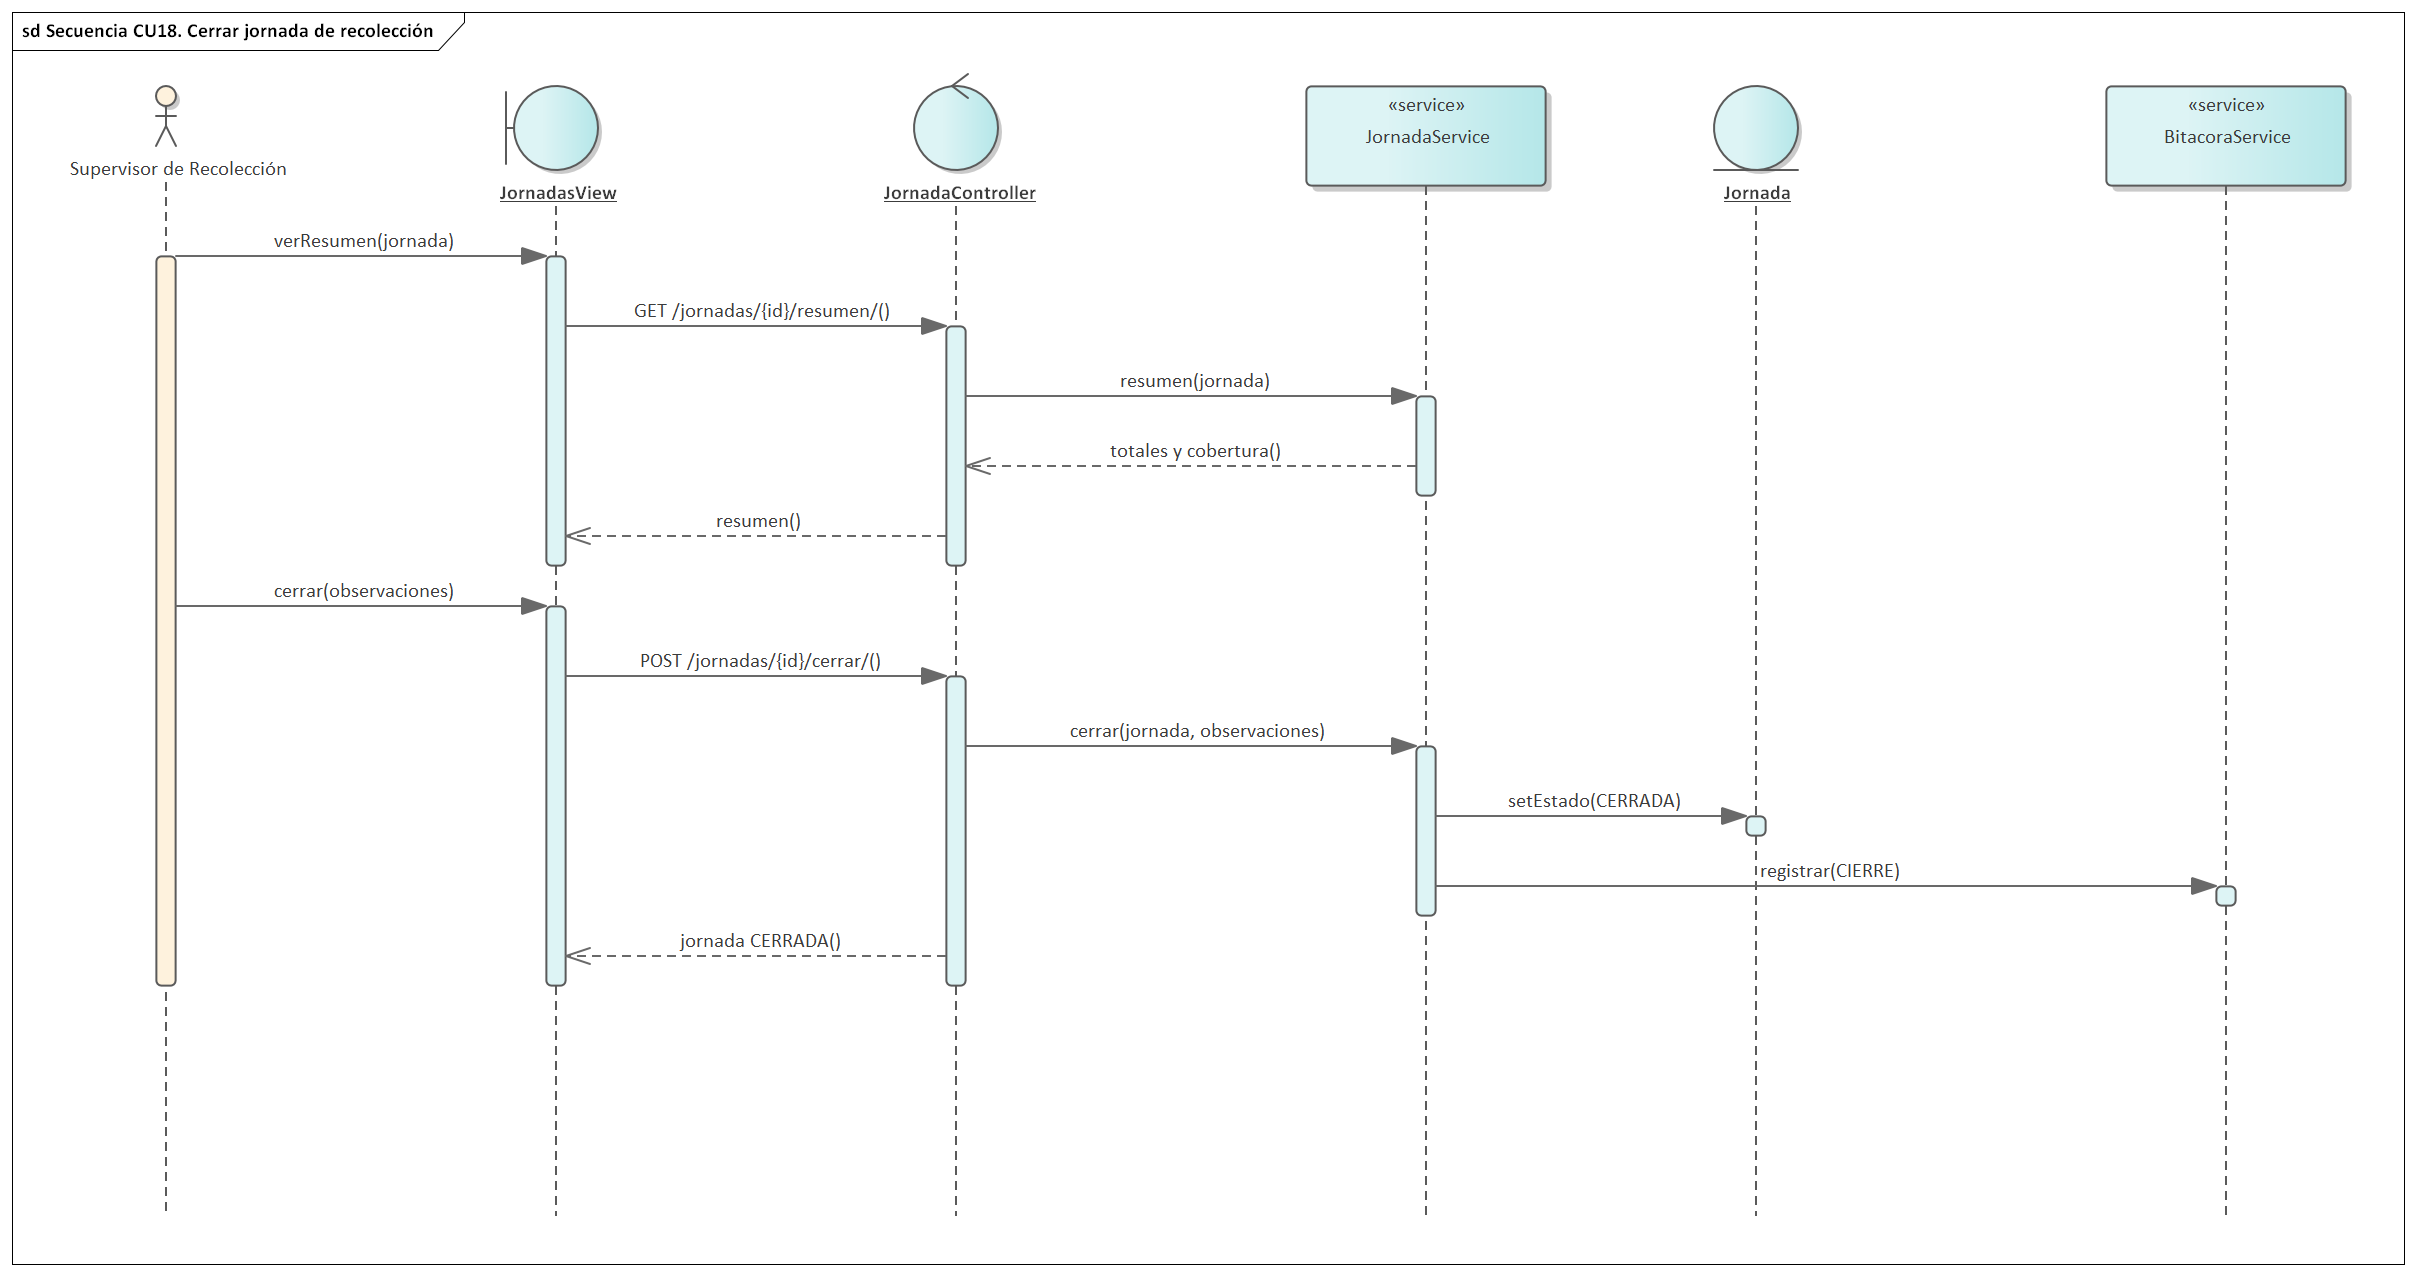 sd Secuencia CU18. Cerrar jornada de recolección
Supervisor de Recolección
JornadasView
JornadaController
«service»
JornadaService
Jornada
«service»
BitacoraService
verResumen(jornada)
GET /jornadas/{id}/resumen/()
resumen(jornada)
totales y cobertura()
resumen()
cerrar(observaciones)
POST /jornadas/{id}/cerrar/()
cerrar(jornada, observaciones)
setEstado(CERRADA)
registrar(CIERRE)
jornada CERRADA()